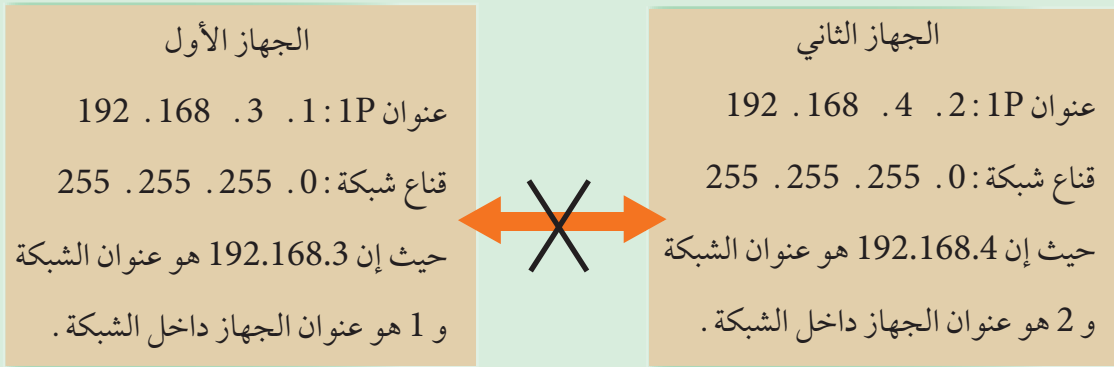 الجهاز الثاني
عنوان 1P : 192 . 168 . 4 . 2
قناع شبكة : 255 . 255 . 255 . 0
حيث إن 192.168.4 هو عنوان الشبكة
و 2 هو عنوان الجهاز داخل الشبكة .
الجهاز الأول
عنوان 1P : 192 . 168 . 3 . 1
قناع شبكة : 255 . 255 . 255 . 0
حيث إن 192.168.3 هو عنوان الشبكة
و 1 هو عنوان الجهاز داخل الشبكة .